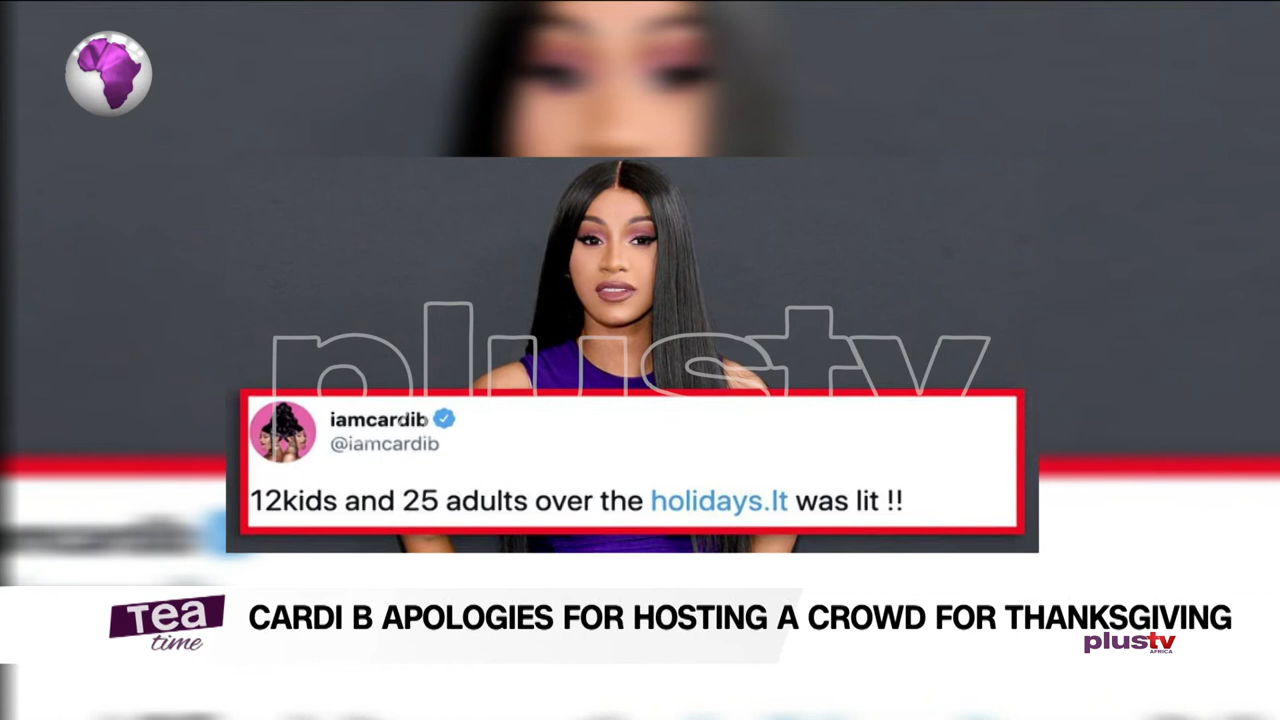 plustv
iamcardib
@iamcardib
12kids and 25 adults over the holidays.It was lit !!
Tea
time
CARDI B APOLOGIES FOR HOSTING A CROWD FOR THANKSGIVING
plustv
AFRICA